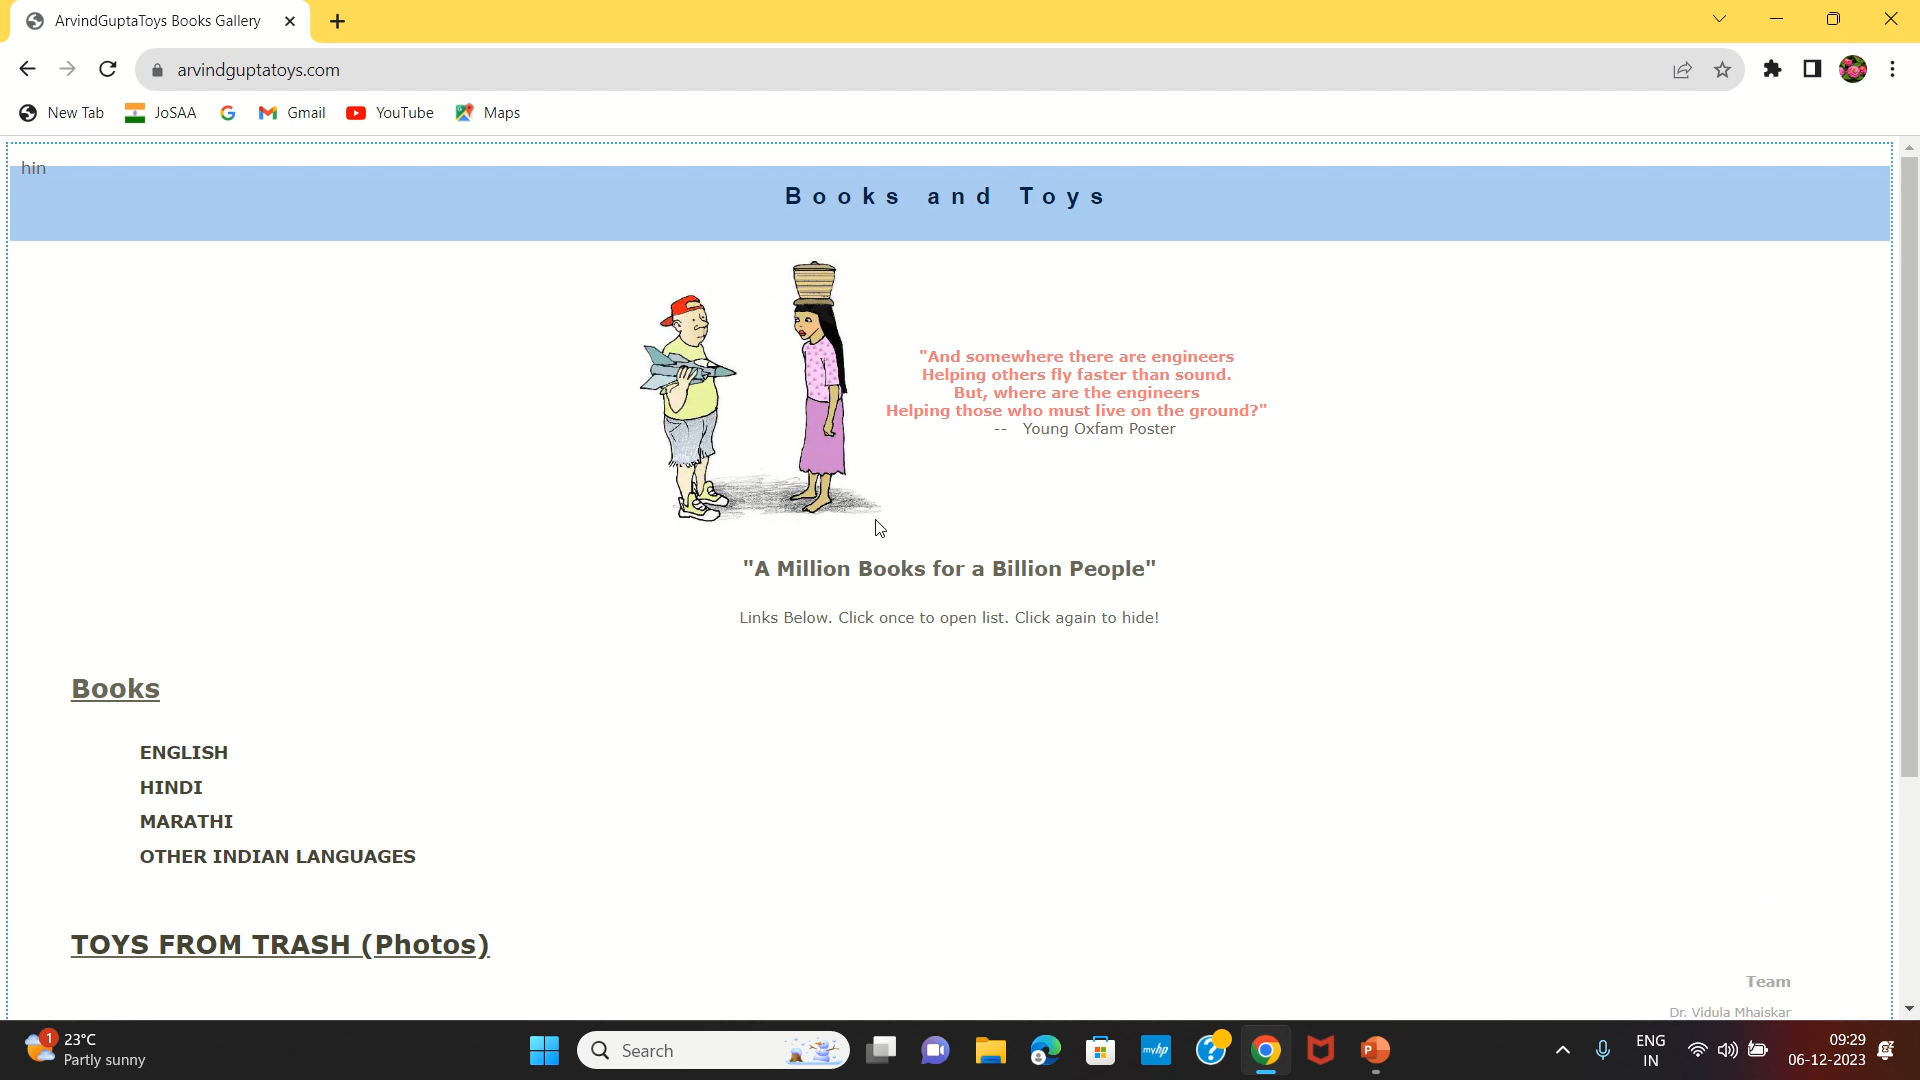 ArvindGuptaToys Books Gallery
arvindguptatoys.com
New Tab JoSAA Gmail YouTube Maps
hin
Books and Toys
"And somewhere there are engineers
Helping others fly faster than sound.
But, where are the engineers
Helping those who must live on the ground?"
-- Young Oxfam Poster
"A Million Books for a Billion People"
Links Below. Click once to open list. Click again to hide!
Books
ENGLISH
HINDI
MARATHI
OTHER INDIAN LANGUAGES
TOYS FROM TRASH (Photos)
Team
Dr. Vidula Mhaiskar
1 23°C
Partly sunny
Search
myhp
ENG
IN
09:29
06-12-2023